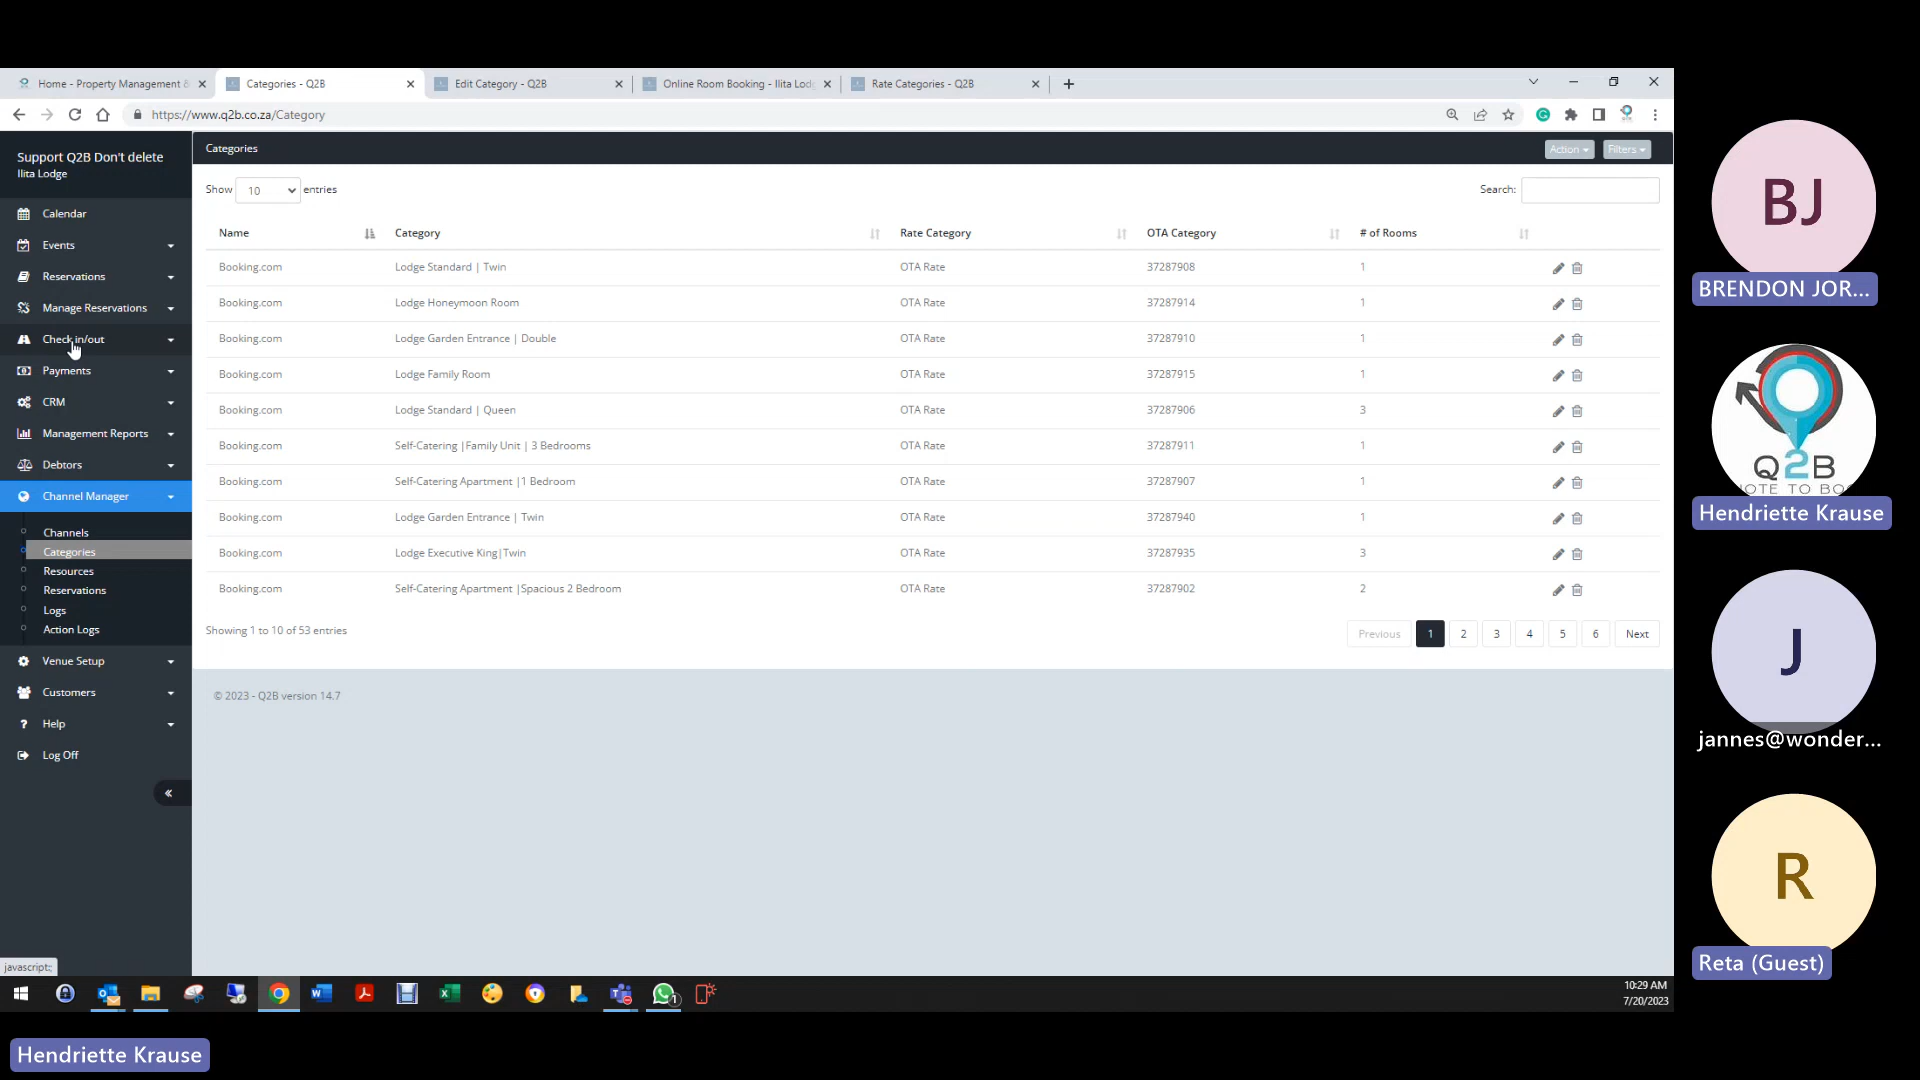 Home - Property Management &
Categories - Q2B
Edit Category - Q2B
Online Room Booking - Ilita Lodg
Rate Categories - Q2B
https://www.q2b.co.za/Category
Support Q2B Don't delete
Ilita Lodge
Calendar
Events
Reservations
Manage Reservations
Check in/out
Payments
CRM
Management Reports
Debtors
Channel Manager
Channels
Categories
Resources
Reservations
Logs
Action Logs
Venue Setup
Customers
Help
Log Off
javascript:;
Categories
Action
Filters
Show 10 entries
Search:
Name Category Rate Category OTA Category # of Rooms
Booking.com Lodge Standard | Twin OTA Rate 37287908 1
Booking.com Lodge Honeymoon Room OTA Rate 37287914 1
Booking.com Lodge Garden Entrance | Double OTA Rate 37287910 1
Booking.com Lodge Family Room OTA Rate 37287915 1
Booking.com Lodge Standard | Queen OTA Rate 37287906 3
Booking.com Self-Catering |Family Unit | 3 Bedrooms OTA Rate 37287911 1
Booking.com Self-Catering Apartment |1 Bedroom OTA Rate 37287907 1
Booking.com Lodge Garden Entrance | Twin OTA Rate 37287940 1
Booking.com Lodge Executive King|Twin OTA Rate 37287935 3
Booking.com Self-Catering Apartment |Spacious 2 Bedroom OTA Rate 37287902 2
Showing 1 to 10 of 53 entries
Previous 1 2 3 4 5 6 Next
© 2023 - Q2B version 14.7
10:29 AM
7/20/2023
BJ
BRENDON JOR...
Q2B
OTE TO BO
Hendriette Krause
J
jannes@wonder...
R
Reta (Guest)
Hendriette Krause